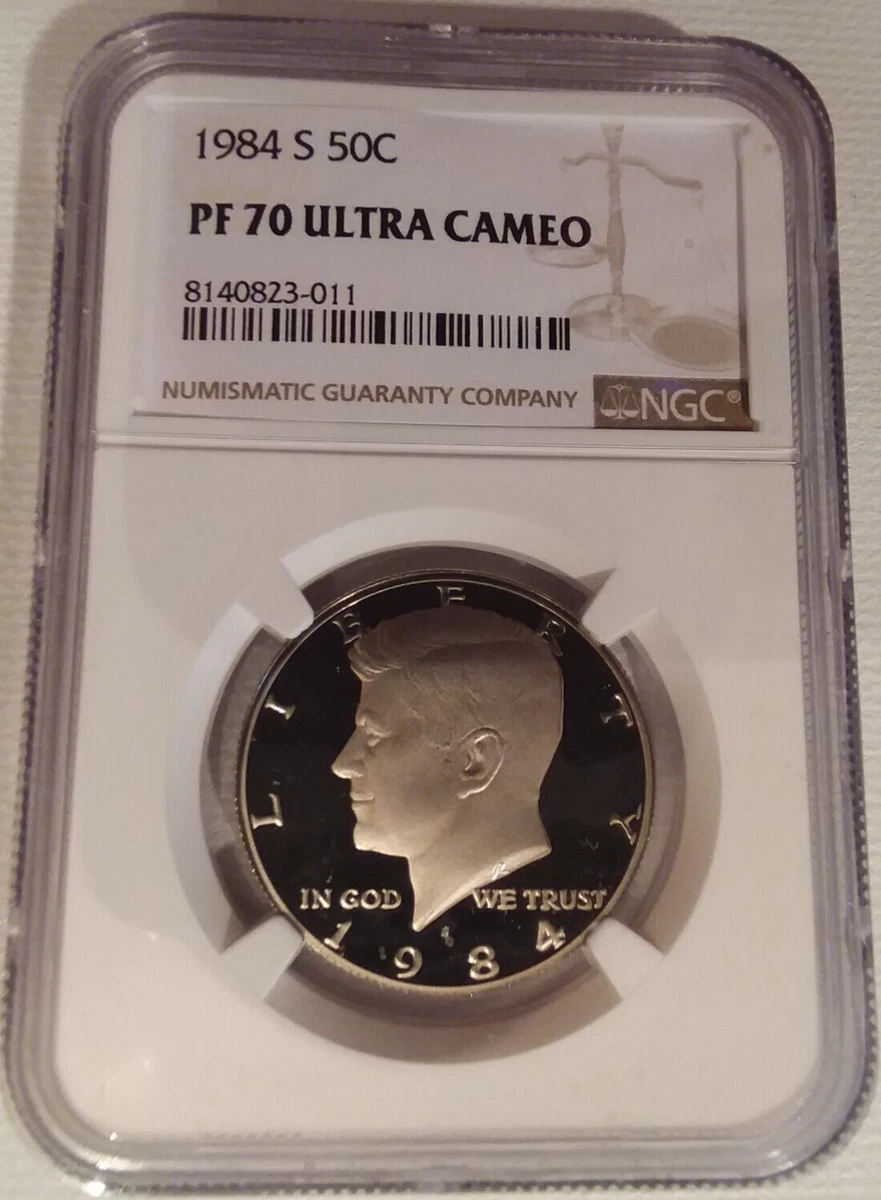 1984 S 50C
PF 70 ULTRA CAMEO
8140823-011
NUMISMATIC GUARANTY COMPANY NGC®
LIBERTY
IN GOD WE TRUST
1984